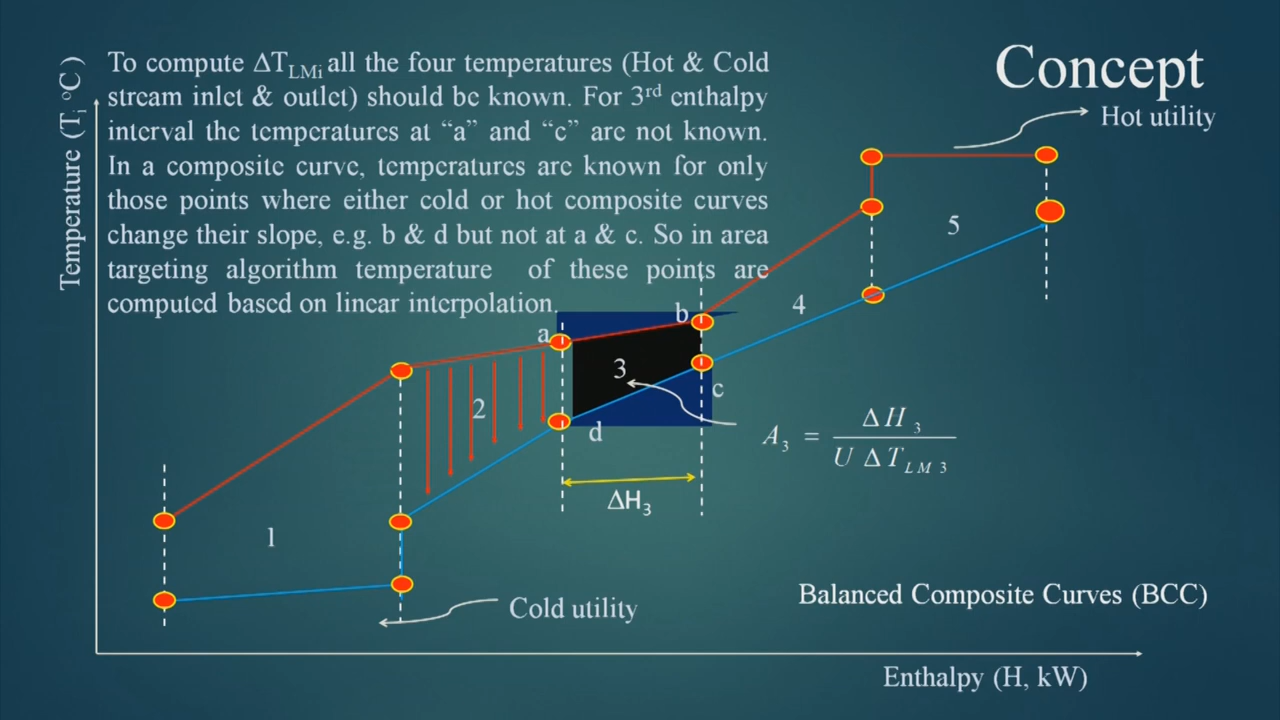 Concept
To compute ΔT_LMi all the four temperatures (Hot & Cold
stream inlet & outlet) should be known. For 3rd enthalpy
interval the temperatures at “a” and “c” are not known.
In a composite curve, temperatures are known for only
those points where either cold or hot composite curves
change their slope, e.g. b & d but not at a & c. So in area
targeting algorithm temperature of these points are
computed based on linear interpolation.
Temperature (T, °C )
Hot utility
5
4
b
a
3
c
2
d
A_3 = ΔH_3 / U ΔT_LM3
ΔH_3
1
Cold utility
Balanced Composite Curves (BCC)
Enthalpy (H, kW)